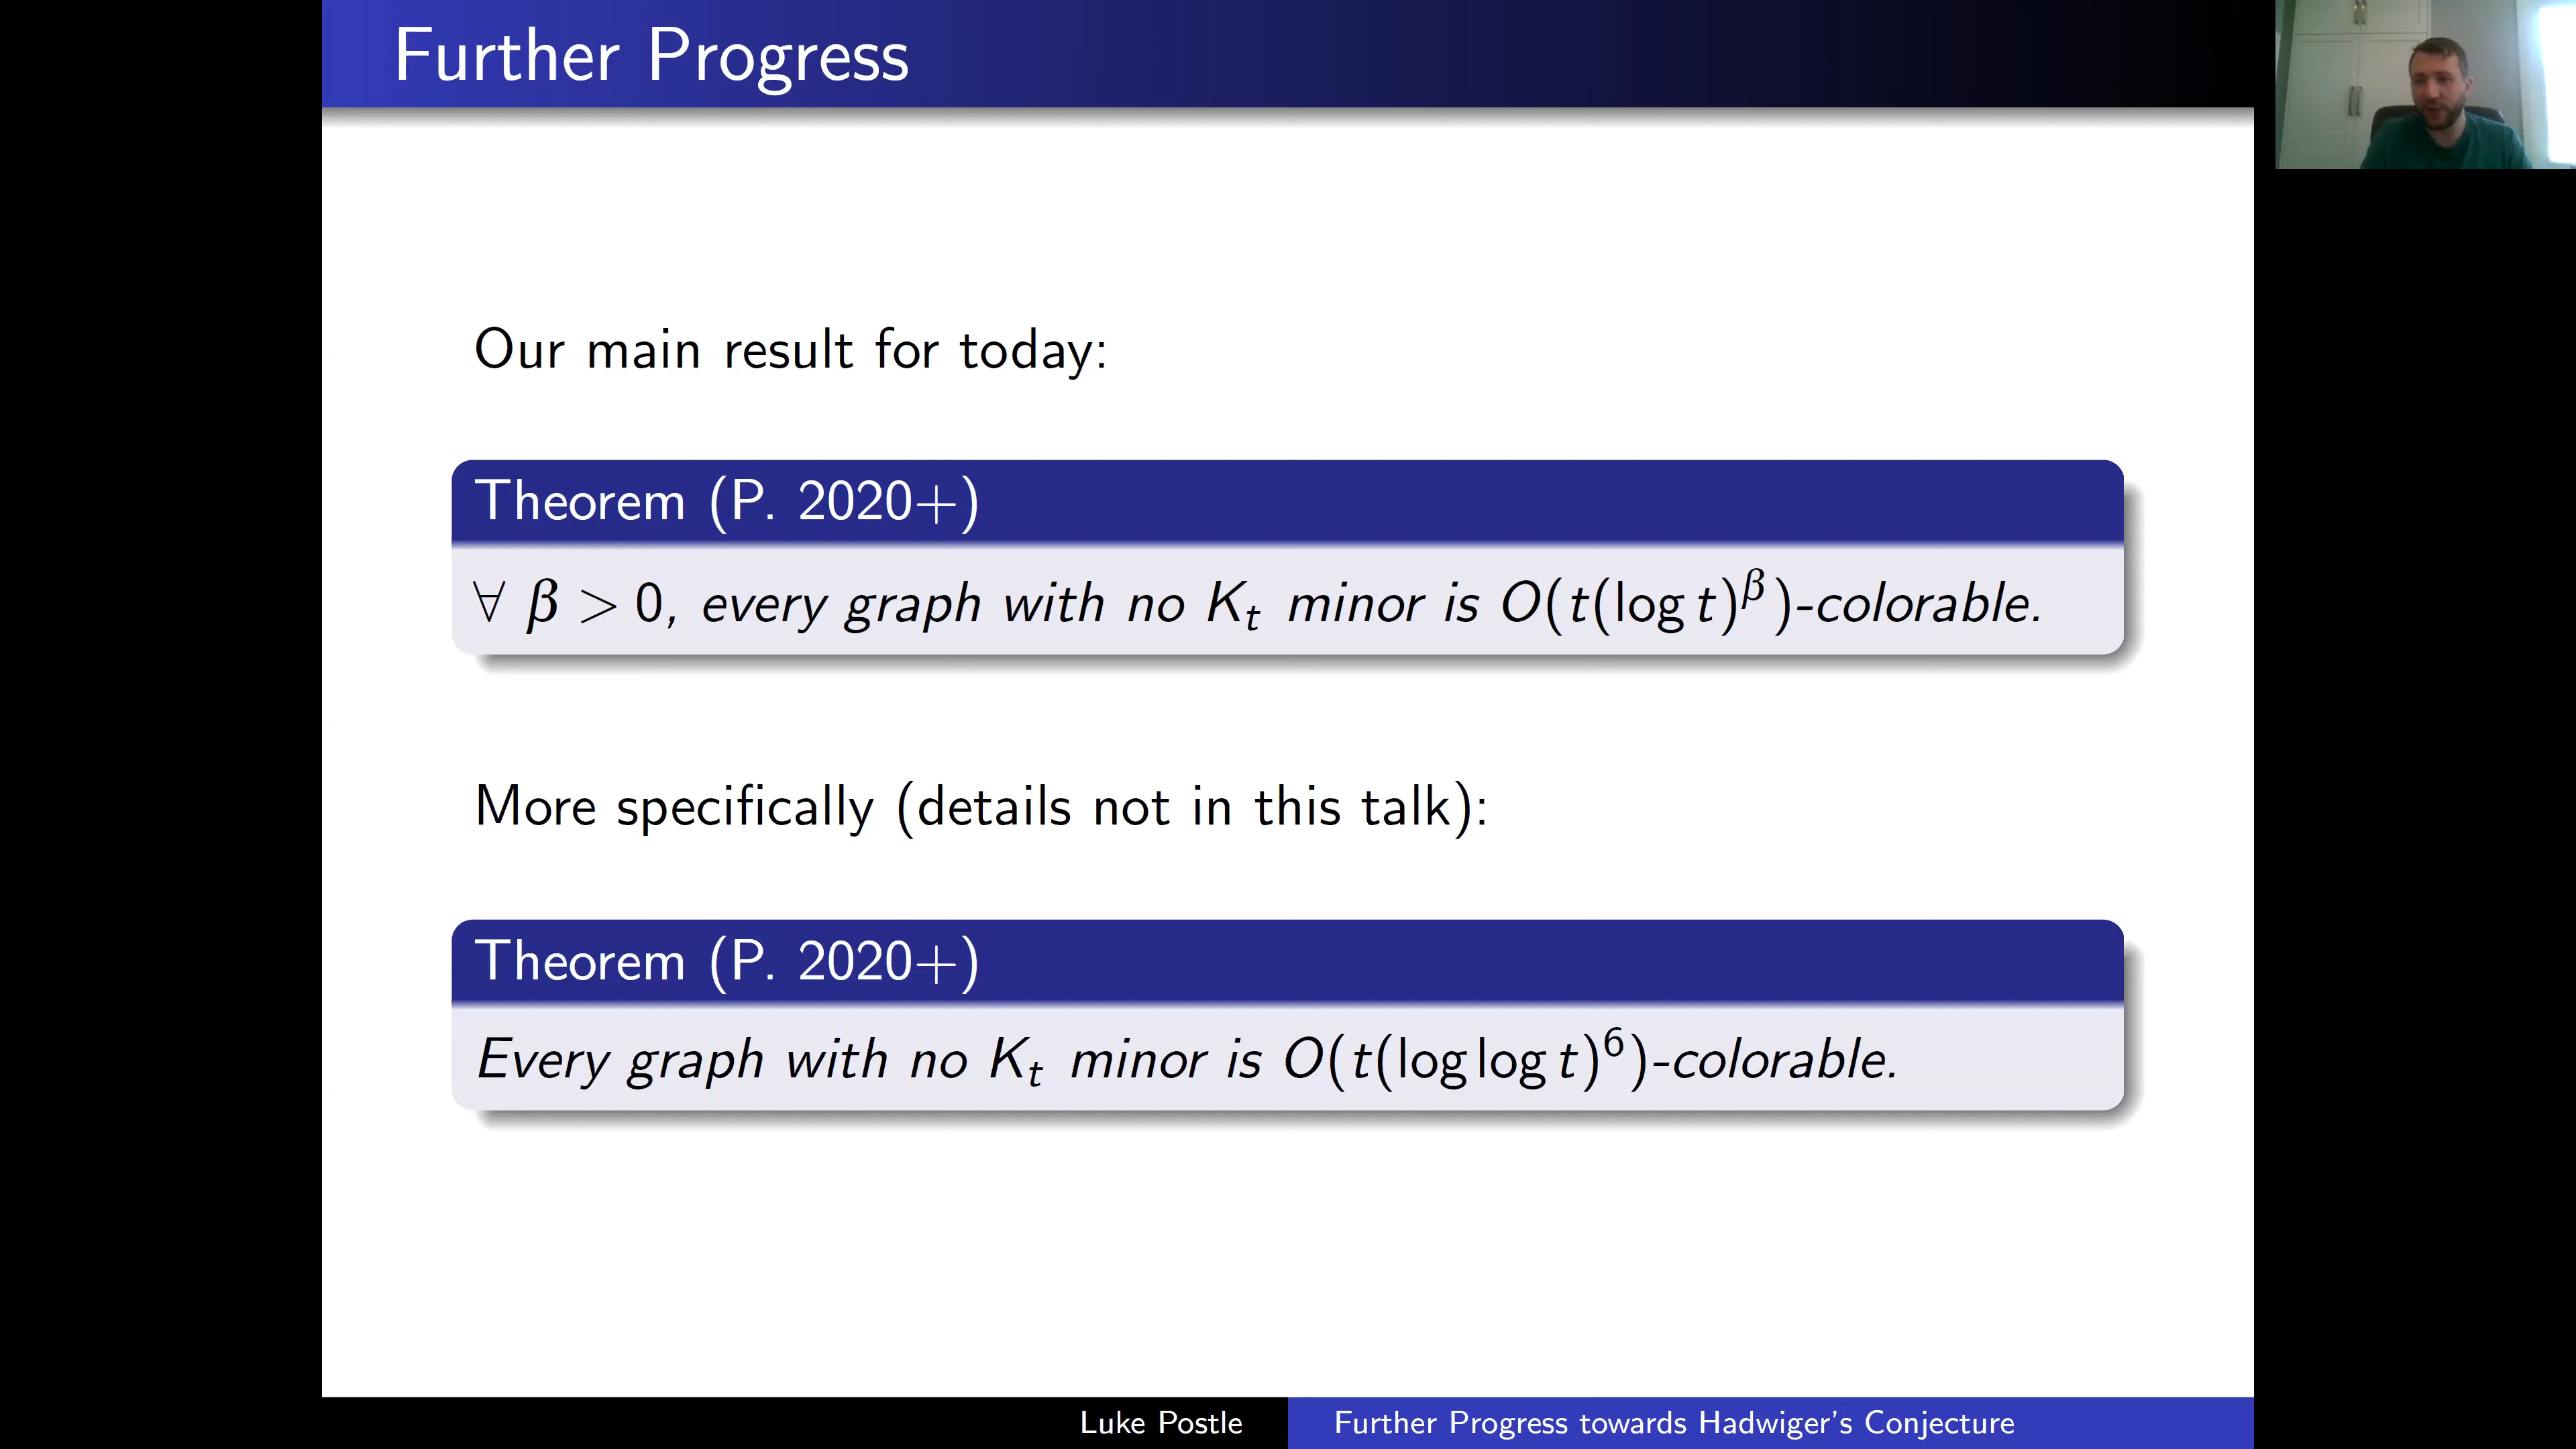 Further Progress
Our main result for today:
Theorem (P. 2020+)
∀ β > 0, every graph with no Kₜ minor is O(t(log t)^β)-colorable.
More specifically (details not in this talk):
Theorem (P. 2020+)
Every graph with no Kₜ minor is O(t(log log t)⁶)-colorable.
Luke Postle
Further Progress towards Hadwiger's Conjecture